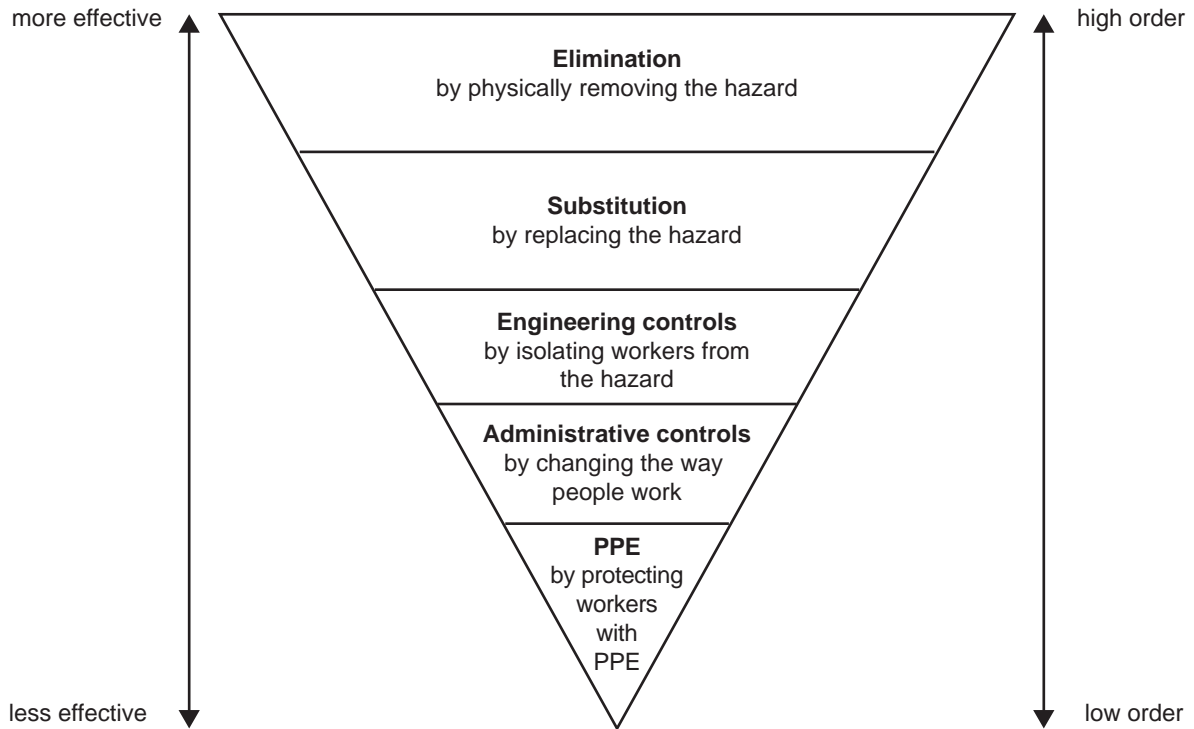 more effective
high order
Elimination
by physically removing the hazard
Substitution
by replacing the hazard
Engineering controls
by isolating workers from
the hazard
Administrative controls
by changing the way
people work
PPE
by protecting
workers
with
PPE
less effective
low order